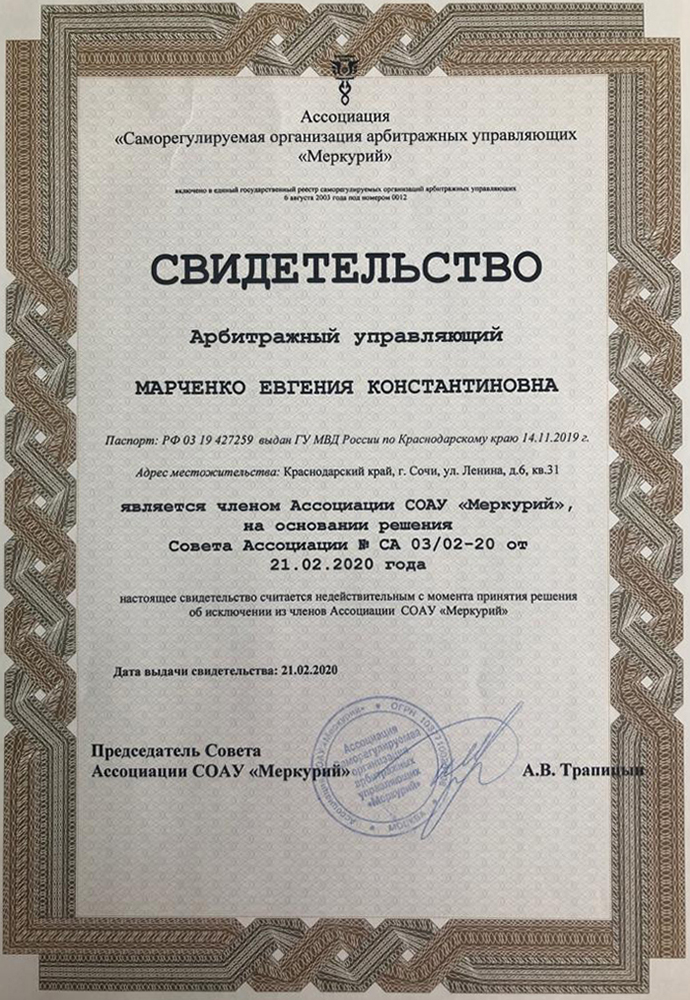 Ассоциация
«Саморегулируемая организация арбитражных управляющих
«Меркурий»
включено в единый государственный реестр саморегулируемых организаций арбитражных управляющих
6 августа 2003 года под номером 0012
СВИДЕТЕЛЬСТВО
Арбитражный управляющий
МАРЧЕНКО ЕВГЕНИЯ КОНСТАНТИНОВНА
Паспорт: РФ 03 19 427259 выдан ГУ МВД России по Краснодарскому краю 14.11.2019 г.
Адрес местожительства: Краснодарский край, г. Сочи, ул. Ленина, д.6, кв.31
является членом Ассоциации СОАУ «Меркурий»,
на основании решения
Совета Ассоциации № СА 03/02-20 от
21.02.2020 года
настоящее свидетельство считается недействительным с момента принятия решения
об исключении из членов Ассоциации СОАУ «Меркурий»
Дата выдачи свидетельства: 21.02.2020
Председатель Совета
Ассоциации СОАУ «Меркурий»
А.В. Трапицын
Ассоциация
Саморегулируемая
организация
арбитражных
управляющих
«Меркурий»
Ассоциация СОАУ «Меркурий» * ОГРН
МОСКВА